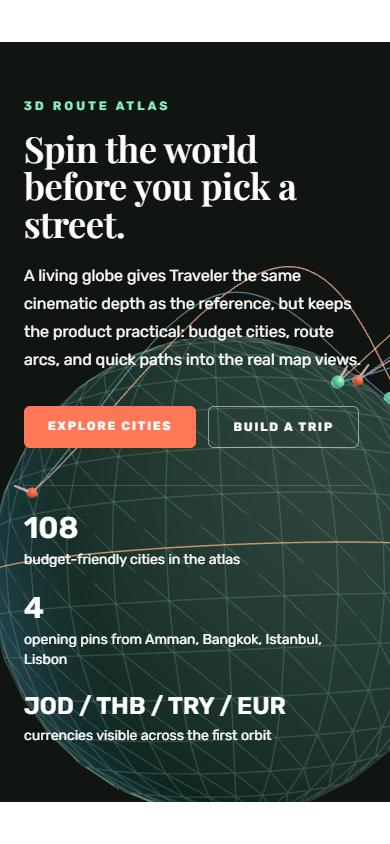 3D ROUTE ATLAS
Spin the world
before you pick a
street.
A living globe gives Traveler the same
cinematic depth as the reference, but keeps
the product practical: budget cities, route
arcs, and quick paths into the real map views.
EXPLORE CITIES
BUILD A TRIP
108
budget-friendly cities in the atlas
4
opening pins from Amman, Bangkok, Istanbul,
Lisbon
JOD / THB / TRY / EUR
currencies visible across the first orbit